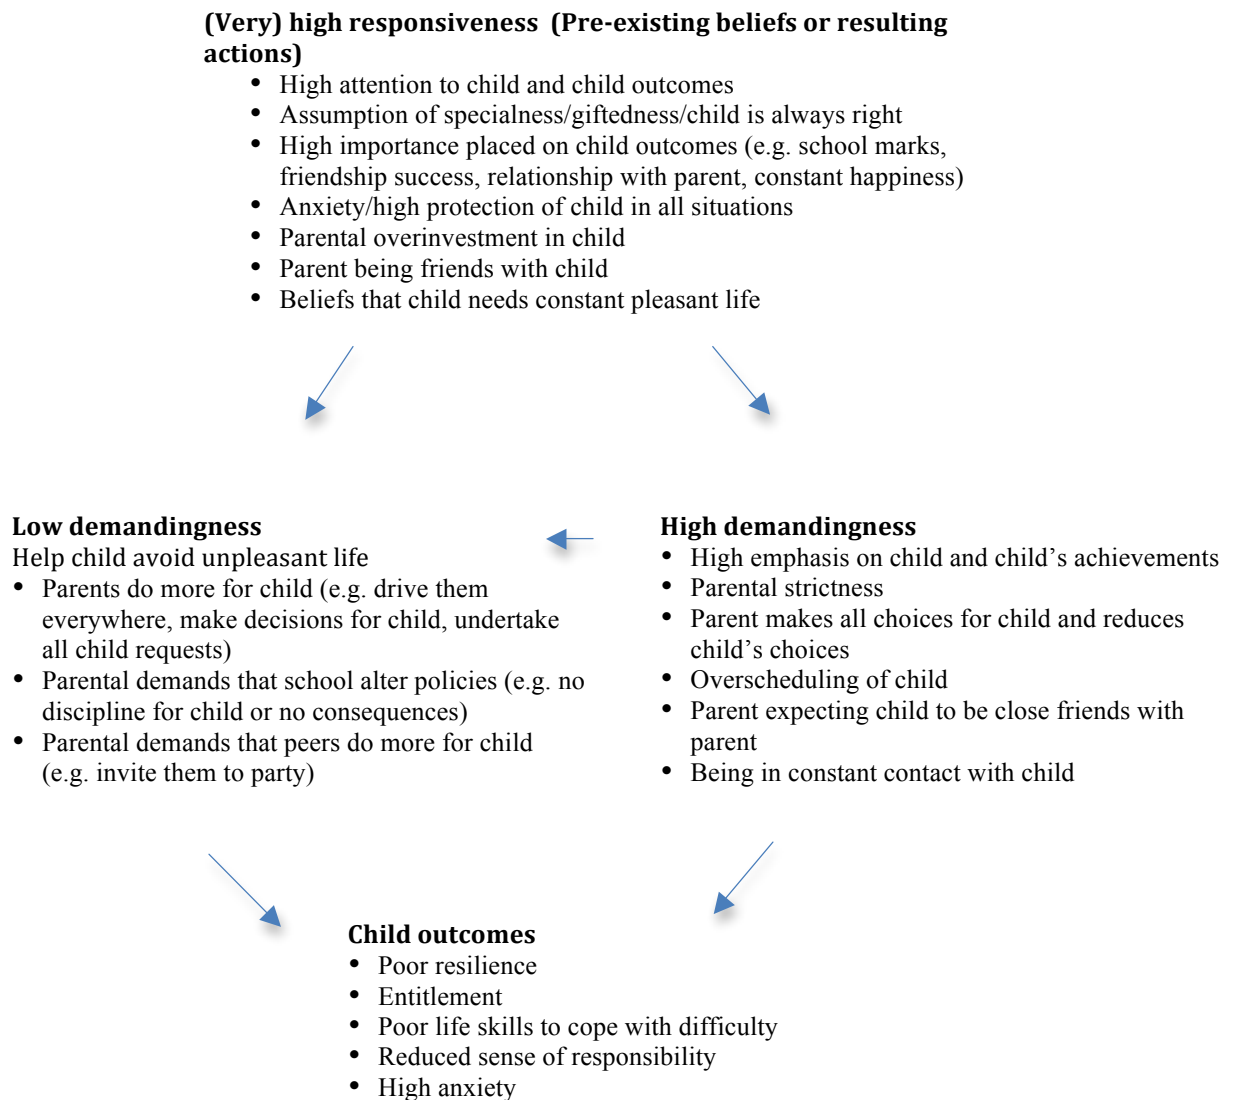 (Very) high responsiveness  (Pre-existing beliefs or resulting
actions)
• High attention to child and child outcomes
• Assumption of specialness/giftedness/child is always right
• High importance placed on child outcomes (e.g. school marks,
friendship success, relationship with parent, constant happiness)
• Anxiety/high protection of child in all situations
• Parental overinvestment in child
• Parent being friends with child
• Beliefs that child needs constant pleasant life
Low demandingness
Help child avoid unpleasant life
• Parents do more for child (e.g. drive them
everywhere, make decisions for child, undertake
all child requests)
• Parental demands that school alter policies (e.g. no
discipline for child or no consequences)
• Parental demands that peers do more for child
(e.g. invite them to party)
High demandingness
• High emphasis on child and child’s achievements
• Parental strictness
• Parent makes all choices for child and reduces
child’s choices
• Overscheduling of child
• Parent expecting child to be close friends with
parent
• Being in constant contact with child
Child outcomes
• Poor resilience
• Entitlement
• Poor life skills to cope with difficulty
• Reduced sense of responsibility
• High anxiety